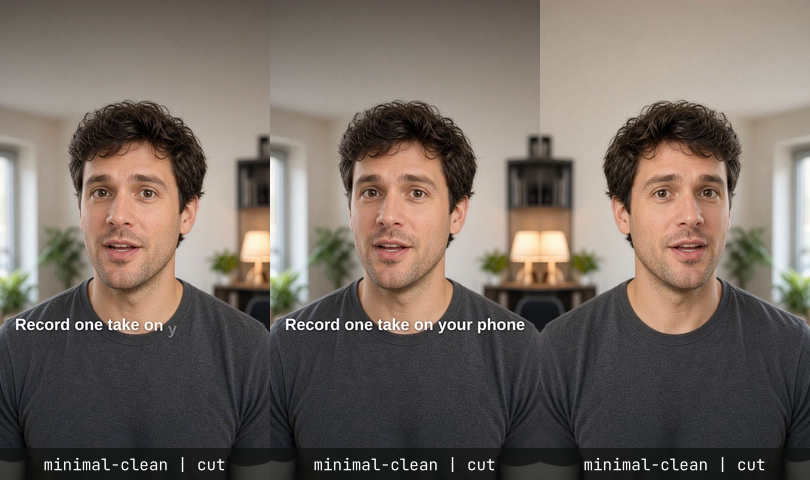 Record one take on y
Record one take on your phone
minimal-clean | cut
minimal-clean | cut
minimal-clean | cut